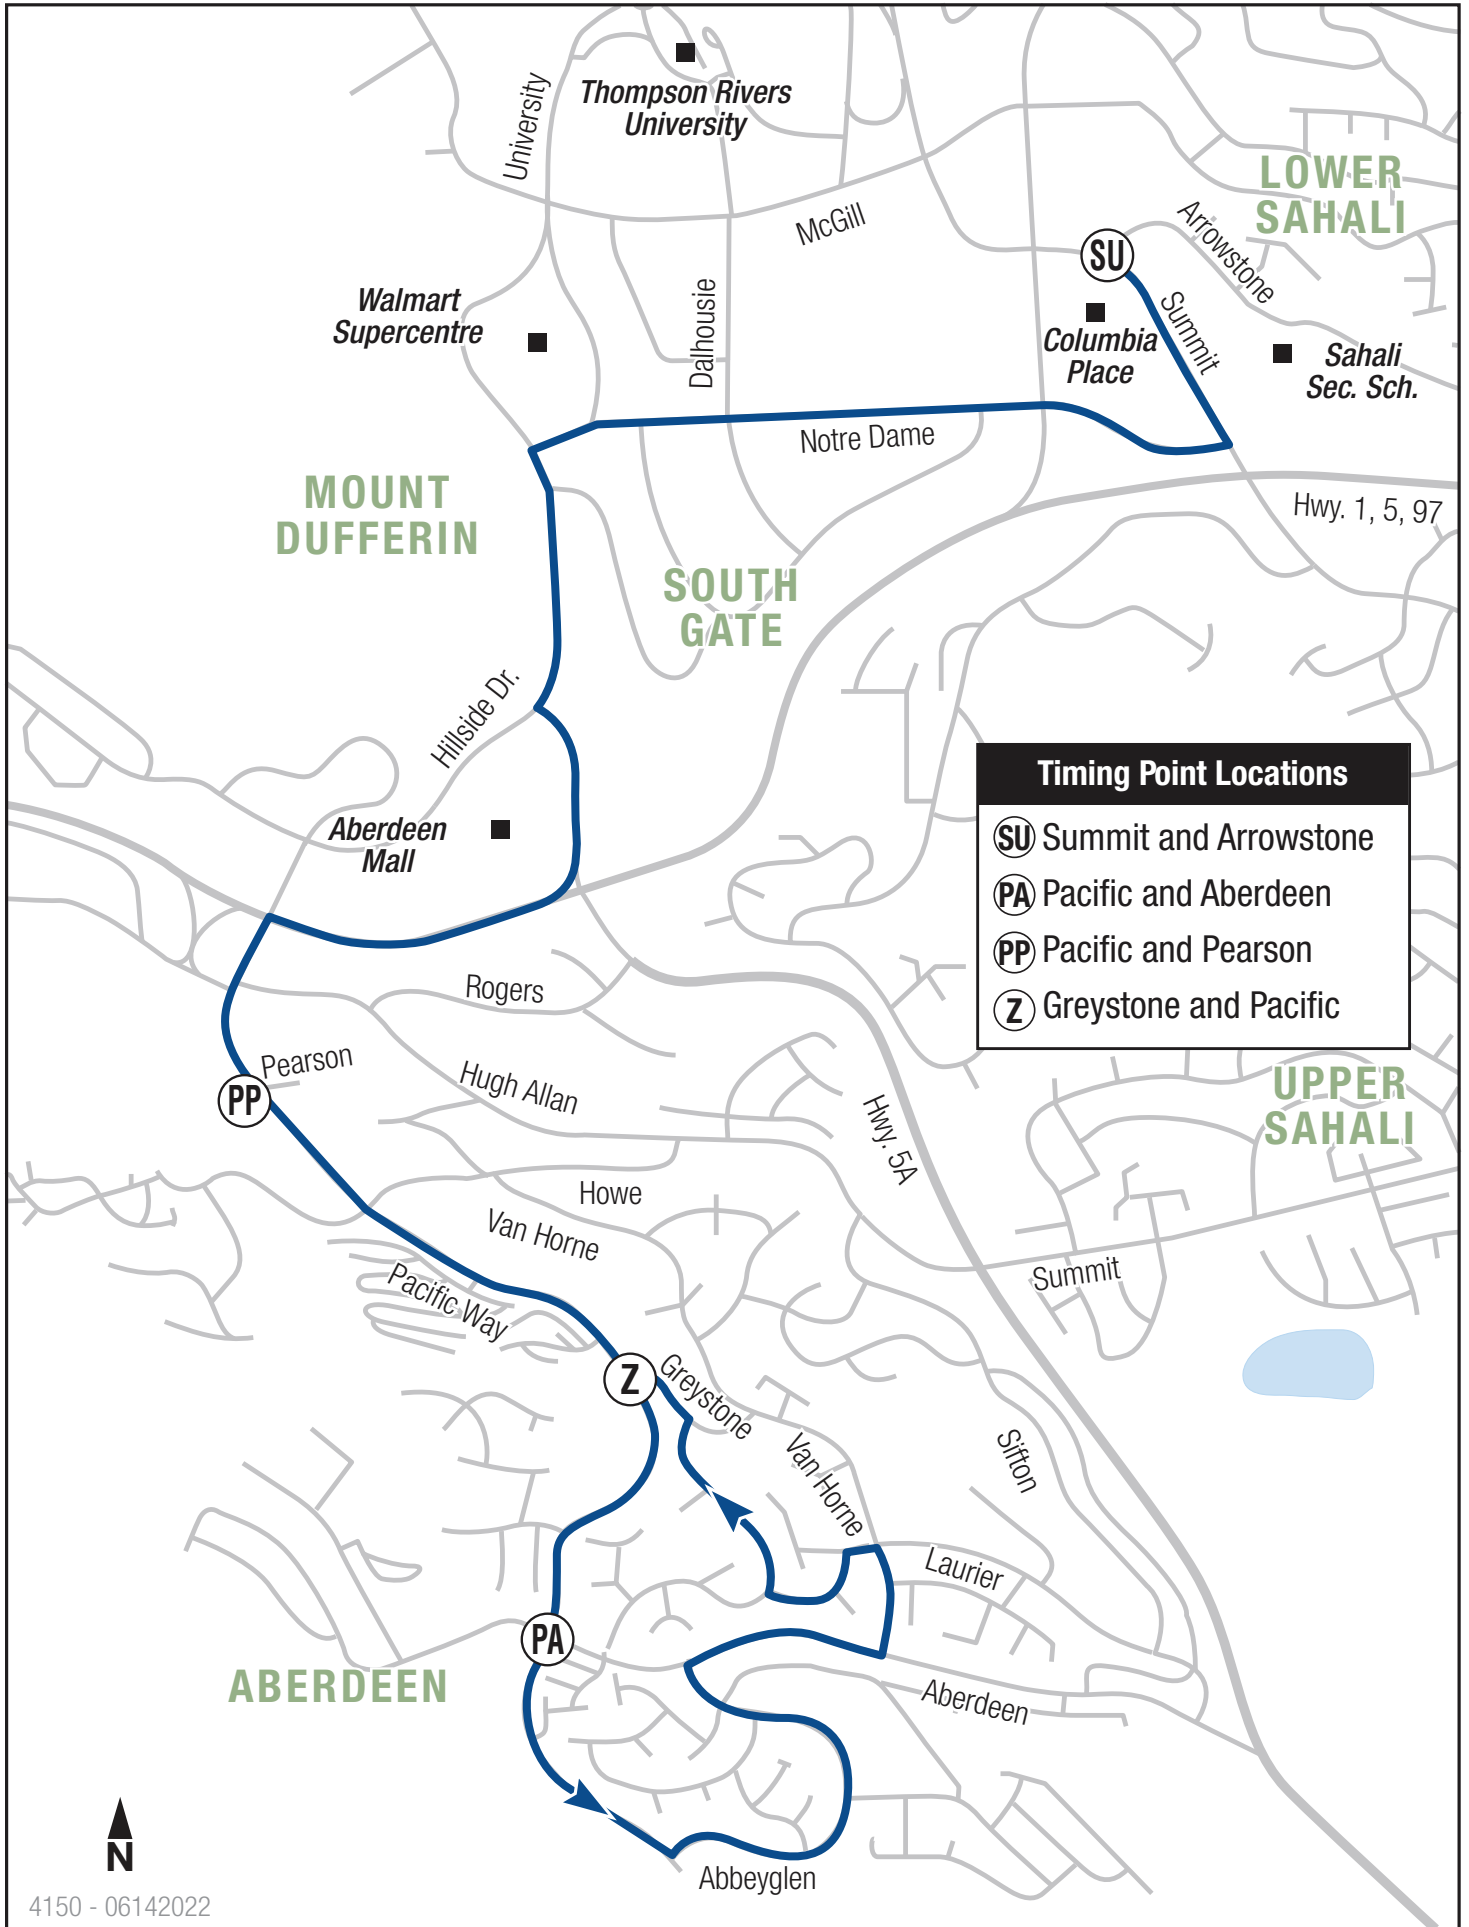 Thompson Rivers
University
University
LOWER
SAHALI
McGill
Arrowstone
SU
Walmart
Supercentre
Dalhousie
Summit
Columbia
Place
Sahali
Sec. Sch.
Notre Dame
MOUNT
DUFFERIN
Hwy. 1, 5, 97
SOUTH
GATE
Hillside Dr.
Aberdeen
Mall
Timing Point Locations
SU Summit and Arrowstone
PA Pacific and Aberdeen
PP Pacific and Pearson
Z Greystone and Pacific
Rogers
Pearson
PP
Hugh Allan
Hwy. 5A
UPPER
SAHALI
Howe
Van Horne
Pacific Way
Summit
Z
Greystone
Van Horne
Sifton
Laurier
PA
ABERDEEN
Aberdeen
Abbeyglen
N
4150 - 06142022